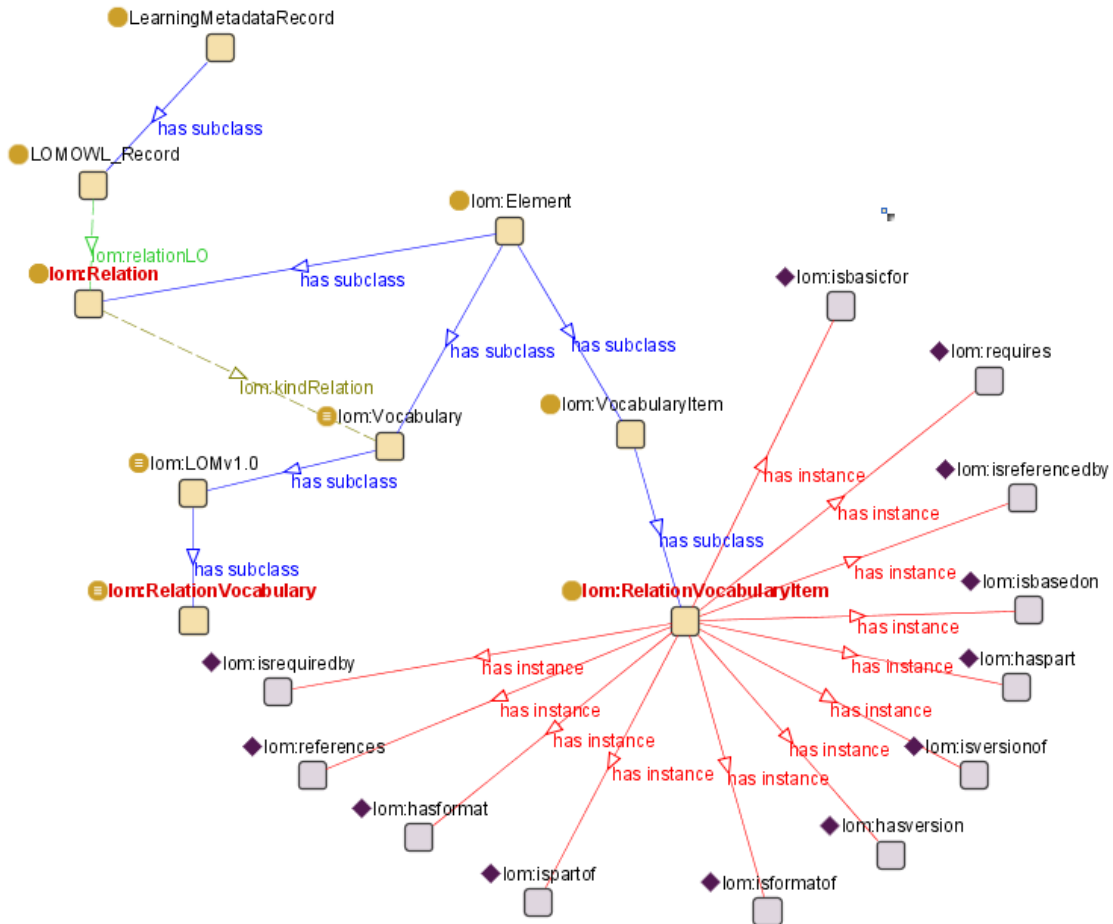 LearningMetadataRecord
has subclass
LOMOWL_Record
lom:Element
lom:relationLO
lom:Relation
has subclass
lom:isbasicfor
has subclass
has subclass
lom:requires
lom:kindRelation
lom:Vocabulary
lom:VocabularyItem
lom:LOMv1.0
has subclass
has instance
lom:isreferencedby
has instance
has subclass
has subclass
has instance
lom:RelationVocabulary
lom:RelationVocabularyItem
lom:isbasedon
has instance
lom:isrequiredby
lom:haspart
has instance
has instance
has instance
has instance
lom:references
has instance
has instance
lom:isversionof
has instance
has instance
lom:hasformat
lom:hasversion
lom:ispartof
lom:isformatof